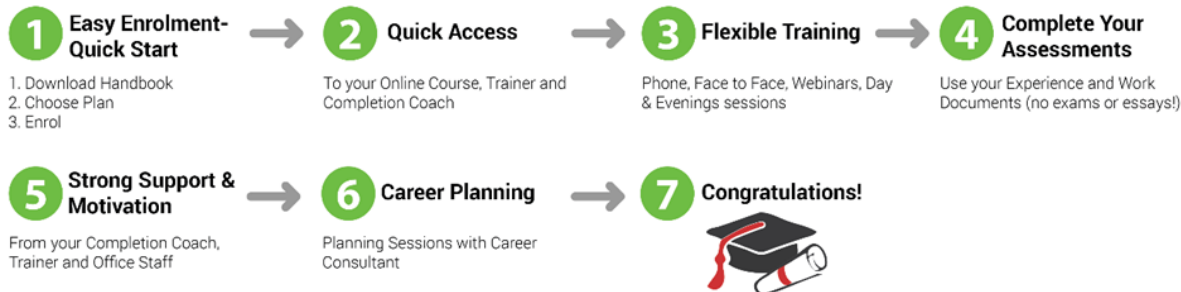 1
Easy Enrolment-
Quick Start
1. Download Handbook
2. Choose Plan
3. Enrol
2
Quick Access
To your Online Course, Trainer and
Completion Coach
3
Flexible Training
Phone, Face to Face, Webinars, Day
& Evenings sessions
4
Complete Your
Assessments
Use your Experience and Work
Documents (no exams or essays!)
5
Strong Support &
Motivation
From your Completion Coach,
Trainer and Office Staff
6
Career Planning
Planning Sessions with Career
Consultant
7
Congratulations!